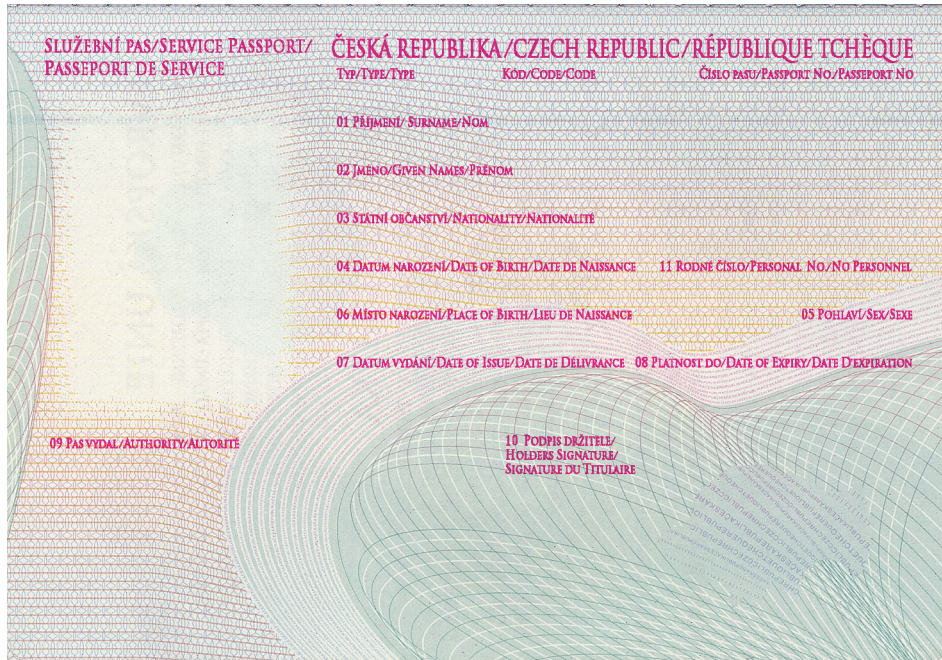 SLUŽEBNÍ PAS/SERVICE PASSPORT/
PASSEPORT DE SERVICE
ČESKÁ REPUBLIKA/CZECH REPUBLIC/RÉPUBLIQUE TCHÈQUE
TYP/TYPE/TYPE KÓD/CODE/CODE ČÍSLO PASU/PASSPORT NO./PASSEPORT NO
01 PŘÍJMENÍ/ SURNAME/NOM
02 JMÉNO/GIVEN NAMES/PRÉNOM
03 STÁTNÍ OBČANSTVÍ/NATIONALITY/NATIONALITÉ
04 DATUM NAROZENÍ/DATE OF BIRTH/DATE DE NAISSANCE 11 RODNÉ ČÍSLO/PERSONAL NO./NO PERSONNEL
06 MÍSTO NAROZENÍ/PLACE OF BIRTH/LIEU DE NAISSANCE 05 POHLAVÍ/SEX/SEXE
07 DATUM VYDÁNÍ/DATE OF ISSUE/DATE DE DÉLIVRANCE 08 PLATNOST DO/DATE OF EXPIRY/DATE D'EXPIRATION
09 PAS VYDAL/AUTHORITY/AUTORITÉ
10 PODPIS DRŽITELE/
HOLDERS SIGNATURE/
SIGNATURE DU TITULAIRE